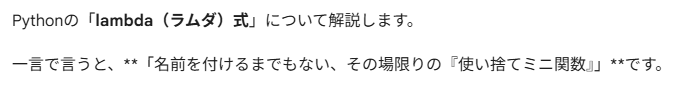 Pythonの「lambda（ラムダ）式」について解説します。
一言で言うと、**「名前を付けるまでもない、その場限りの『使い捨てミニ関数』」**です。